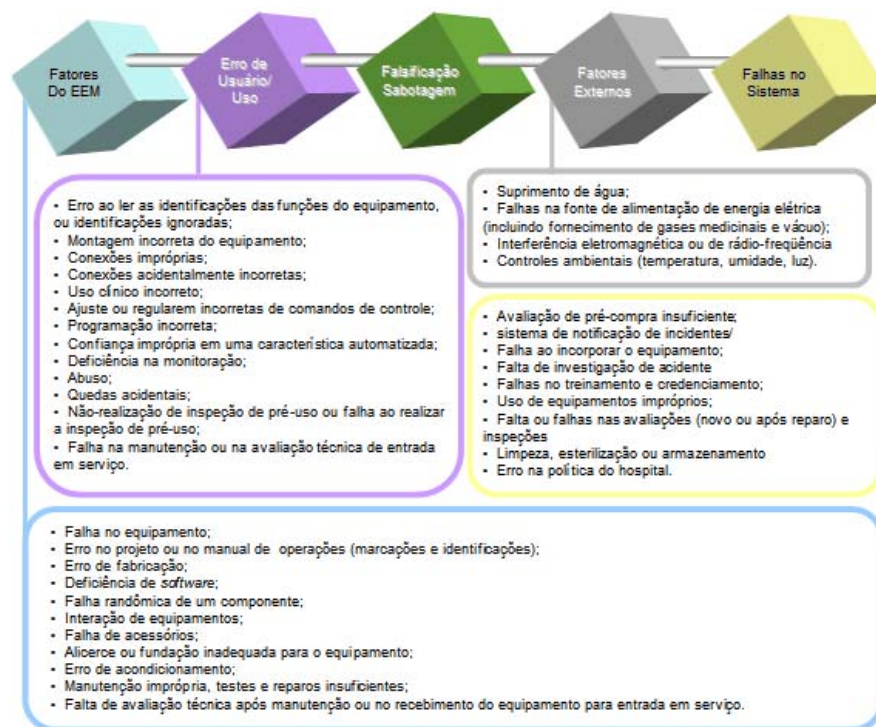 Fatores
Do EEM
Erro de
Usuário/
Uso
Falsificação
Sabotagem
Fatores
Externos
Falhas no
Sistema
▪ Erro ao ler as identificações das funções do equipamento,
ou identificações ignoradas;
▪ Montagem incorreta do equipamento;
▪ Conexões impróprias;
▪ Conexões acidentalmente incorretas;
▪ Uso clínico incorreto;
▪ Ajuste ou regularem incorretas de comandos de controle;
▪ Programação incorreta;
▪ Confiança imprópria em uma característica automatizada;
▪ Deficiência na monitoração;
▪ Abuso;
▪ Quedas acidentais;
▪ Não-realização de inspeção de pré-uso ou falha ao realizar
a inspeção de pré-uso;
▪ Falha na manutenção ou na avaliação técnica de entrada
em serviço.
▪ Suprimento de água;
▪ Falhas na fonte de alimentação de energia elétrica
(incluindo fornecimento de gases medicinais e vácuo);
▪ Interferência eletromagnética ou de rádio-freqüência
▪ Controles ambientais (temperatura, umidade, luz).
▪ Avaliação de pré-compra insuficiente;
▪ sistema de notificação de incidentes/
▪ Falha ao incorporar o equipamento;
▪ Falta de investigação de acidente
▪ Falhas no treinamento e credenciamento;
▪ Uso de equipamentos impróprios;
▪ Falta ou falhas nas avaliações (novo ou após reparo) e
inspeções
▪ Limpeza, esterilização ou armazenamento
▪ Erro na política do hospital.
▪ Falha no equipamento;
▪ Erro no projeto ou no manual de operações (marcações e identificações);
▪ Erro de fabricação;
▪ Deficiência de software;
▪ Falha randômica de um componente;
▪ Interação de equipamentos;
▪ Falha de acessórios;
▪ Alicerce ou fundação inadequada para o equipamento;
▪ Erro de acondicionamento;
▪ Manutenção imprópria, testes e reparos insuficientes;
▪ Falta de avaliação técnica após manutenção ou no recebimento do equipamento para entrada em serviço.